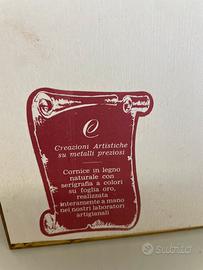 e
Creazioni Artistiche
su metalli preziosi
Cornice in legno
naturale con
serigrafia a colori
su foglia oro,
realizzata
interamente a mano
nei nostri laboratori
artigianali
subito